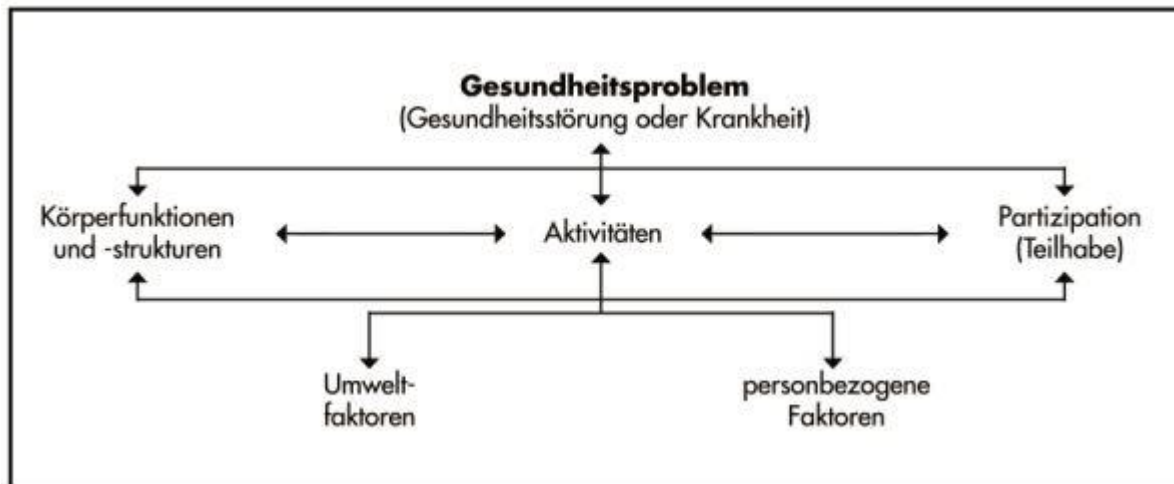 Gesundheitsproblem
(Gesundheitsstörung oder Krankheit)
Körperfunktionen
und -strukturen
Aktivitäten
Partizipation
(Teilhabe)
Umwelt-
faktoren
personbezogene
Faktoren